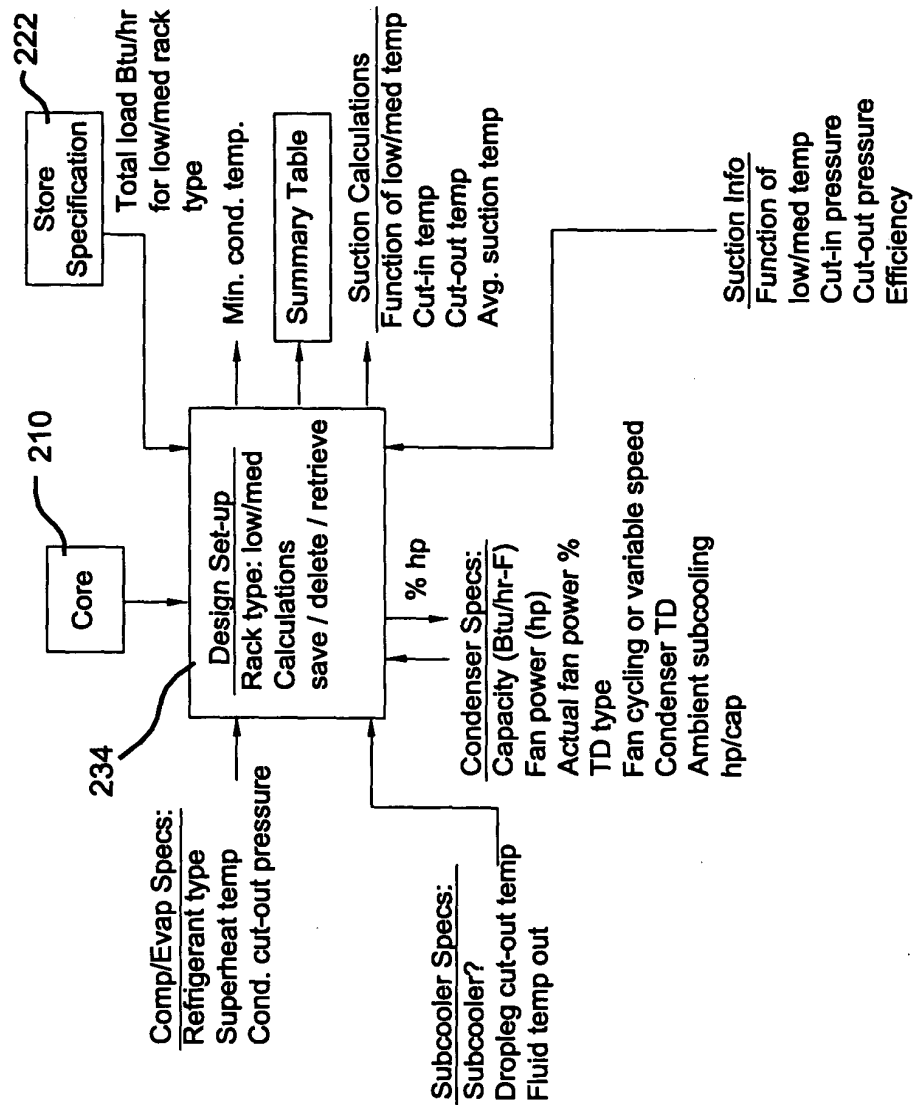 222
Store
Specification
Total load Btu/hr
for low/med rack
type
210
Core
234
Design Set-up
Rack type: low/med
Calculations
save / delete / retrieve
Min. cond. temp.
Summary Table
Suction Calculations
Function of low/med temp
Cut-in temp
Cut-out temp
Avg. suction temp
Comp/Evap Specs:
Refrigerant type
Superheat temp
Cond. cut-out pressure
% hp
Condenser Specs:
Capacity (Btu/hr-F)
Fan power (hp)
Actual fan power %
TD type
Fan cycling or variable speed
Condenser TD
Ambient subcooling
hp/cap
Subcooler Specs:
Subcooler?
Dropleg cut-out temp
Fluid temp out
Suction Info
Function of
low/med temp
Cut-in pressure
Cut-out pressure
Efficiency